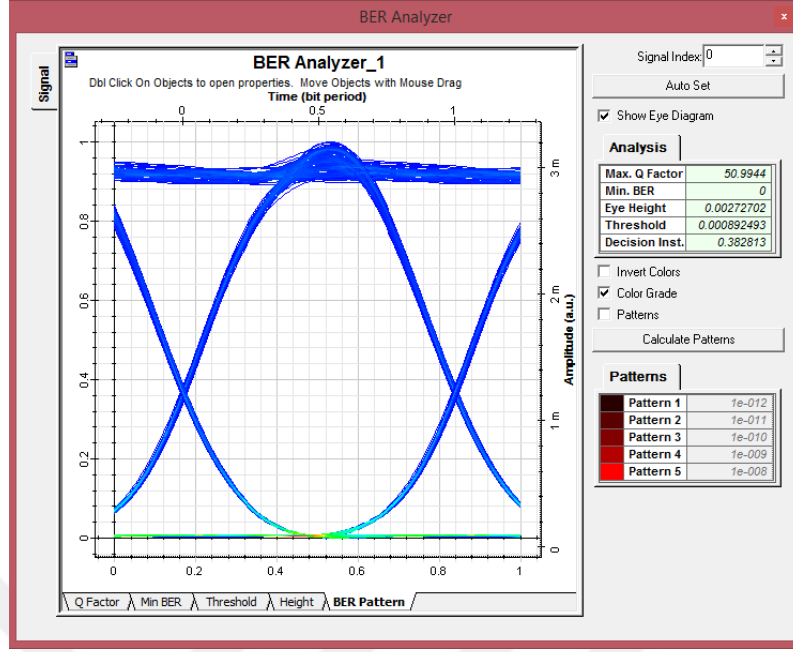 BER Analyzer
x
Signal
BER Analyzer_1
Dbl Click On Objects to open properties. Move Objects with Mouse Drag
Time (bit period)
0 0.5 1
1
0.8
0.6
0.4
0.2
0
3 m
2 m
1 m
0
Amplitude (a.u.)
0 0.2 0.4 0.6 0.8 1
Q Factor Min BER Threshold Height BER Pattern
Signal Index: 0
Auto Set
Show Eye Diagram
Analysis
Max. Q Factor 50.9944
Min. BER 0
Eye Height 0.00272702
Threshold 0.000892493
Decision Inst. 0.382813
Invert Colors
Color Grade
Patterns
Calculate Patterns
Patterns
Pattern 1 1e-012
Pattern 2 1e-011
Pattern 3 1e-010
Pattern 4 1e-009
Pattern 5 1e-008